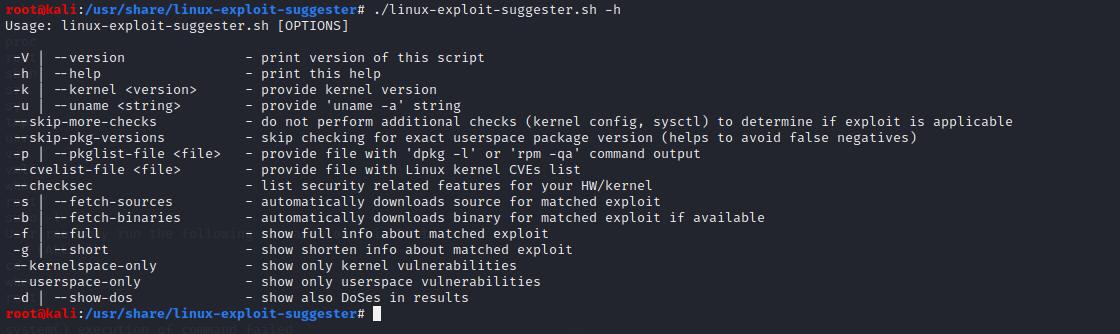 root@kali:/usr/share/linux-exploit-suggester# ./linux-exploit-suggester.sh -h
Usage: linux-exploit-suggester.sh [OPTIONS]
-V | --version - print version of this script
-h | --help - print this help
-k | --kernel <version> - provide kernel version
-u | --uname <string> - provide 'uname -a' string
--skip-more-checks - do not perform additional checks (kernel config, sysctl) to determine if exploit is applicable
--skip-pkg-versions - skip checking for exact userspace package version (helps to avoid false negatives)
-p | --pkglist-file <file> - provide file with 'dpkg -l' or 'rpm -qa' command output
--cvelist-file <file> - provide file with Linux kernel CVEs list
--checksec - list security related features for your HW/kernel
-s | --fetch-sources - automatically downloads source for matched exploit
-b | --fetch-binaries - automatically downloads binary for matched exploit if available
-f | --full - show full info about matched exploit
-g | --short - show shorten info about matched exploit
--kernelspace-only - show only kernel vulnerabilities
--userspace-only - show only userspace vulnerabilities
-d | --show-dos - show also DoSes in results
root@kali:/usr/share/linux-exploit-suggester#